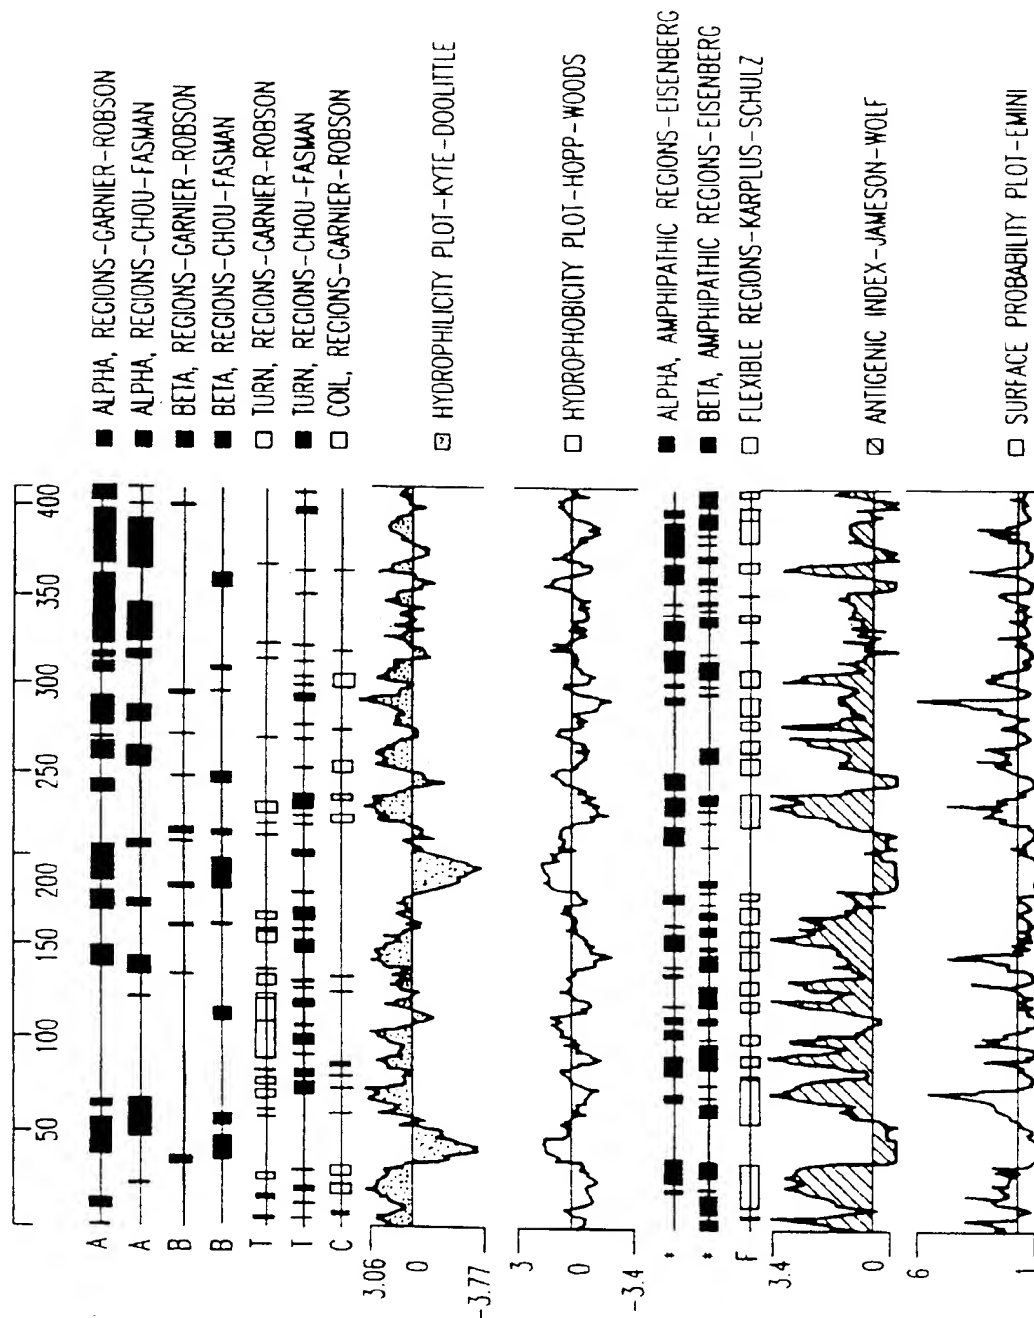 50 100 150 200 250 300 350 400
A ALPHA, REGIONS-GARNIER-ROBSON
A ALPHA, REGIONS-CHOU-FASMAN
B BETA, REGIONS-GARNIER-ROBSON
B BETA, REGIONS-CHOU-FASMAN
T TURN, REGIONS-GARNIER-ROBSON
T TURN, REGIONS-CHOU-FASMAN
C COIL, REGIONS-GARNIER-ROBSON
3.06
0 HYDROPHILICITY PLOT-KYTE-DOOLITTLE
-3.77
3
0 HYDROPHOBICITY PLOT-HOPP-WOODS
-3.4
* ALPHA, AMPHIPATHIC REGIONS-EISENBERG
* BETA, AMPHIPATHIC REGIONS-EISENBERG
F FLEXIBLE REGIONS-KARPLUS-SCHULZ
3.4
0 ANTIGENIC INDEX-JAMESON-WOLF
6
1 SURFACE PROBABILITY PLOT-EMINI